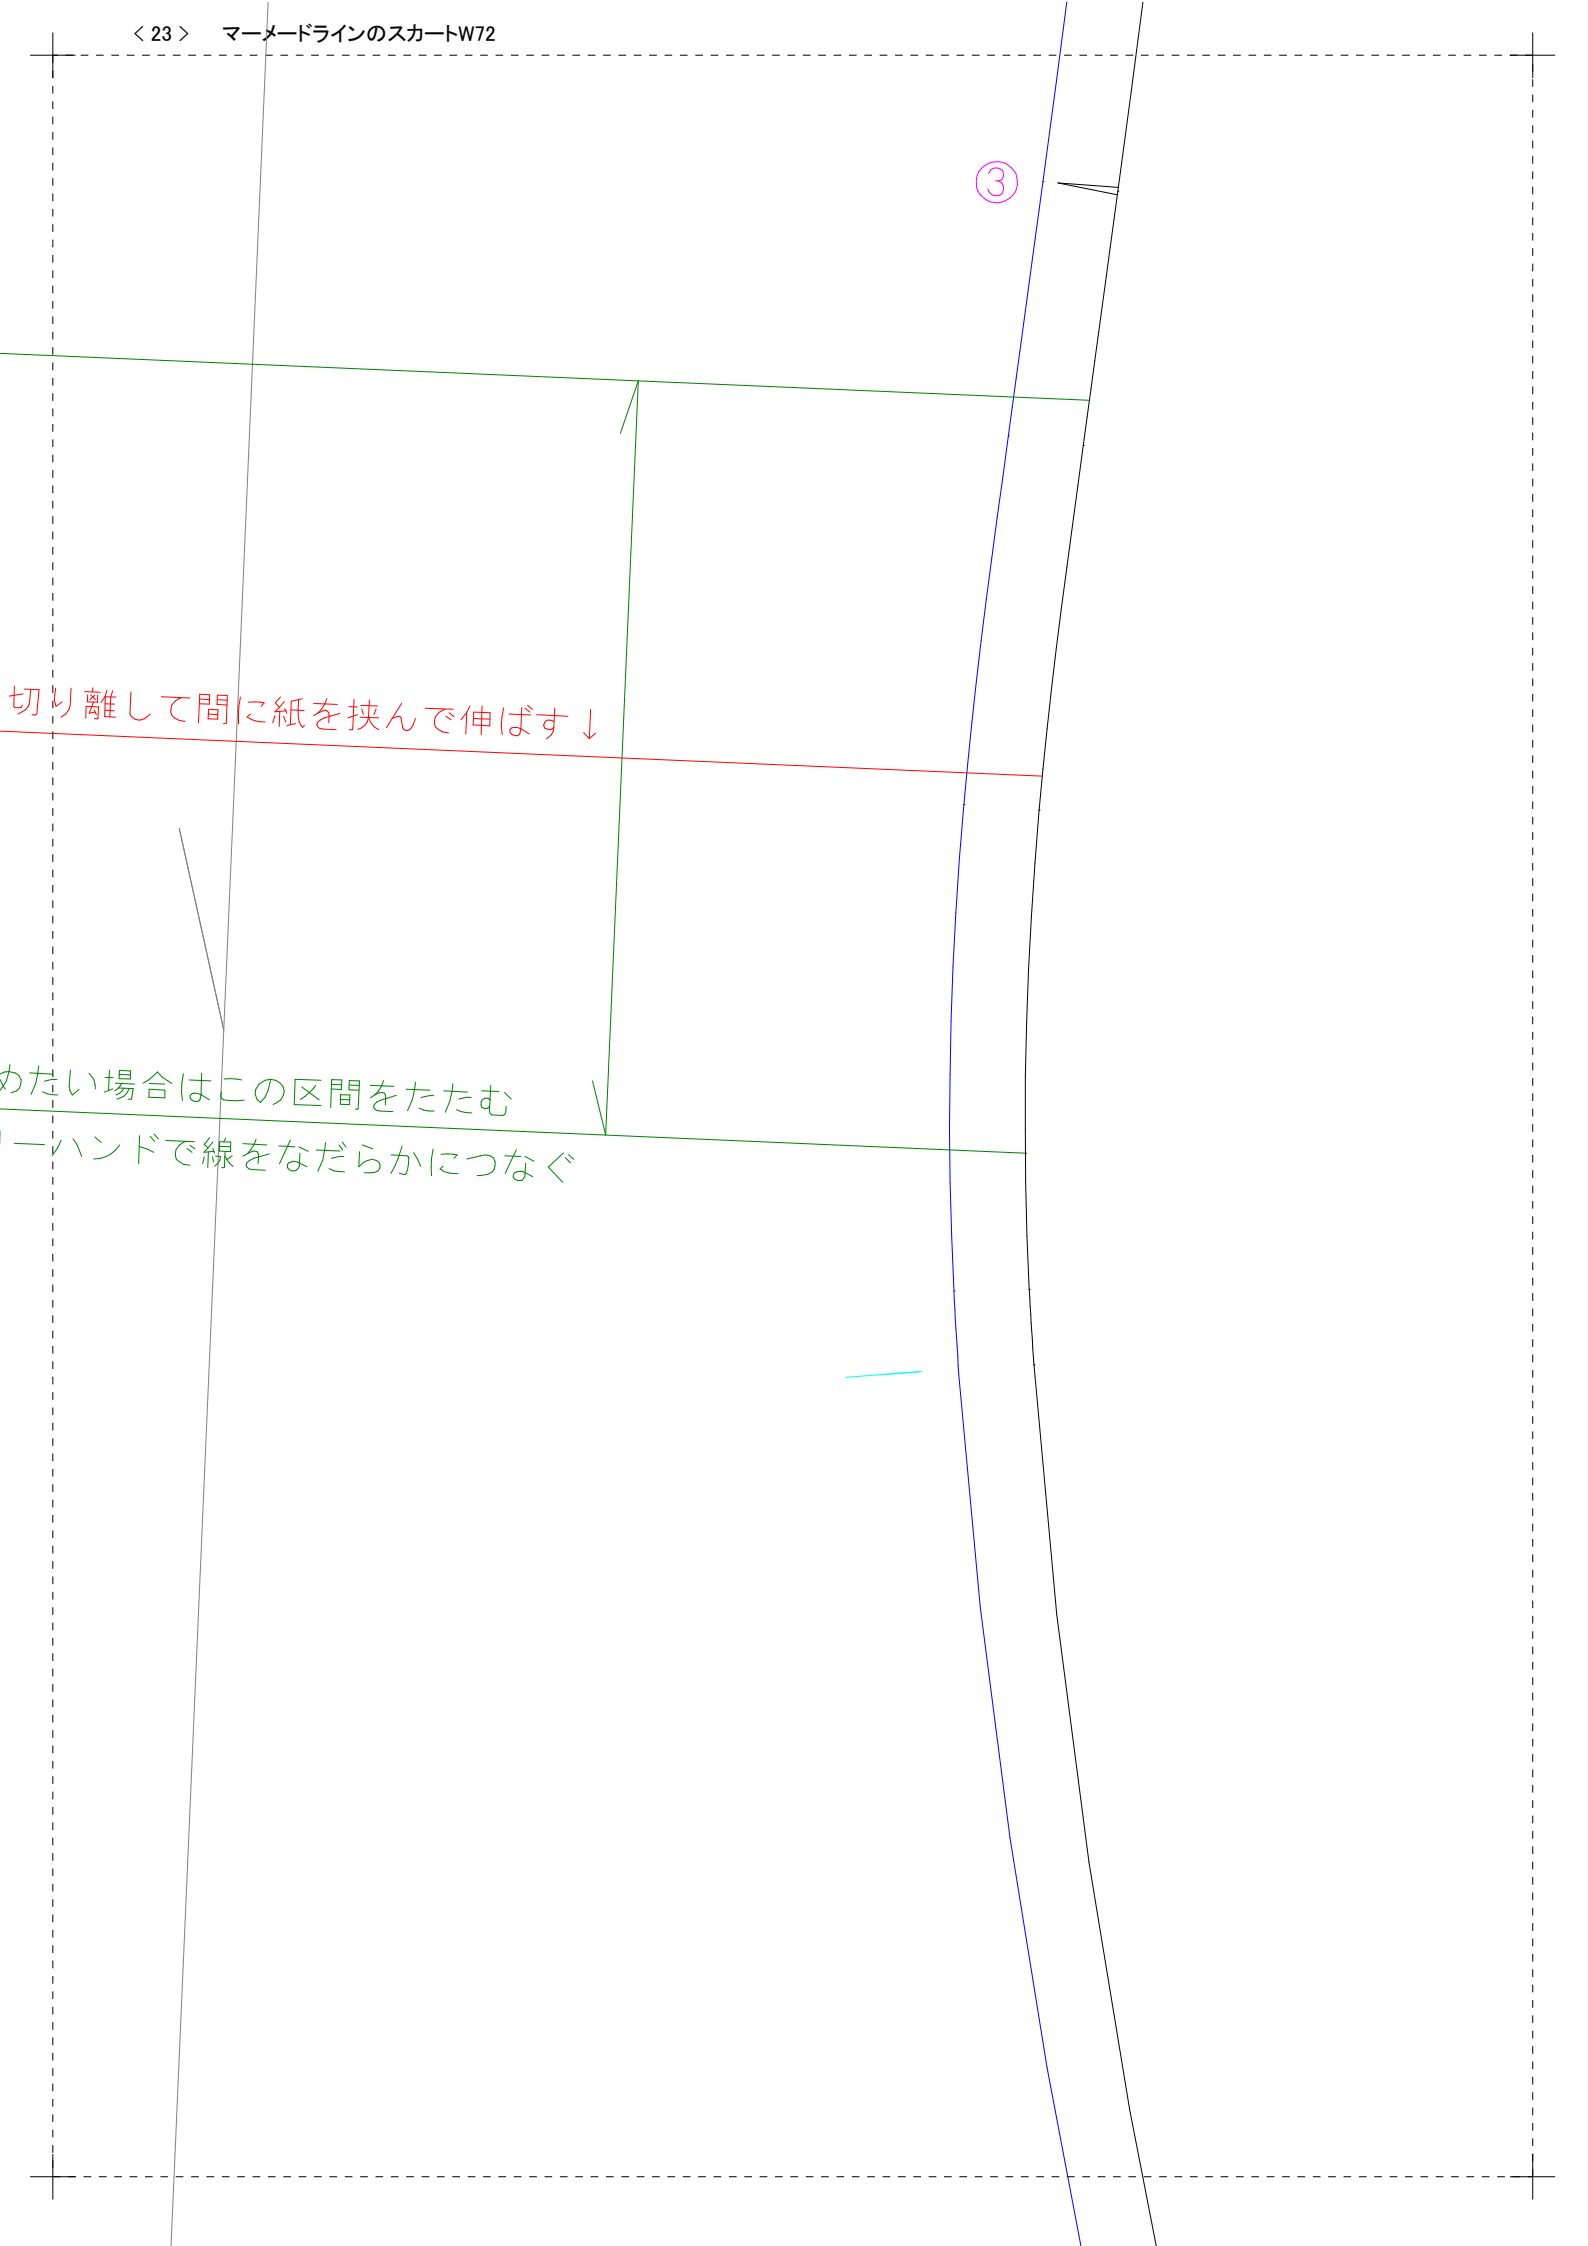 < 23 > マーメードラインのスカートW72
③
切り離して間に紙を挟んで伸ばす↓
めたい場合はこの区間をたたむ
ーハンドで線をなだらかにつなぐ